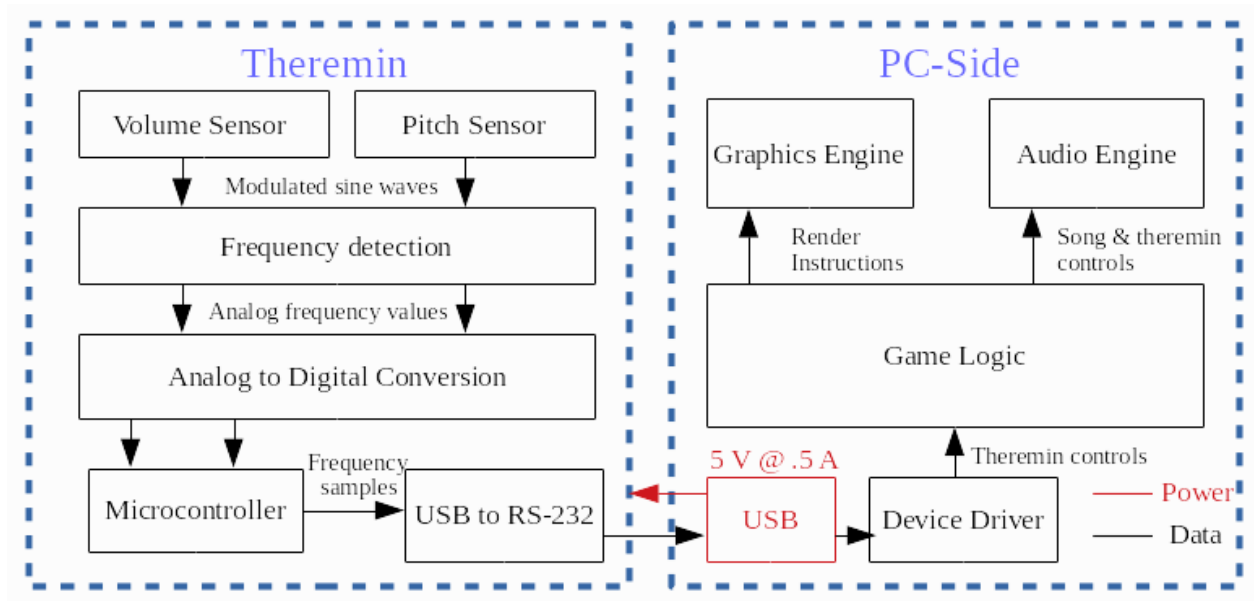 Theremin
Volume Sensor
Pitch Sensor
Modulated sine waves
Frequency detection
Analog frequency values
Analog to Digital Conversion
Microcontroller
Frequency
samples
USB to RS-232
PC-Side
Graphics Engine
Audio Engine
Render
Instructions
Song & theremin
controls
Game Logic
5 V @ .5 A
Theremin controls
USB
Device Driver
Power
Data